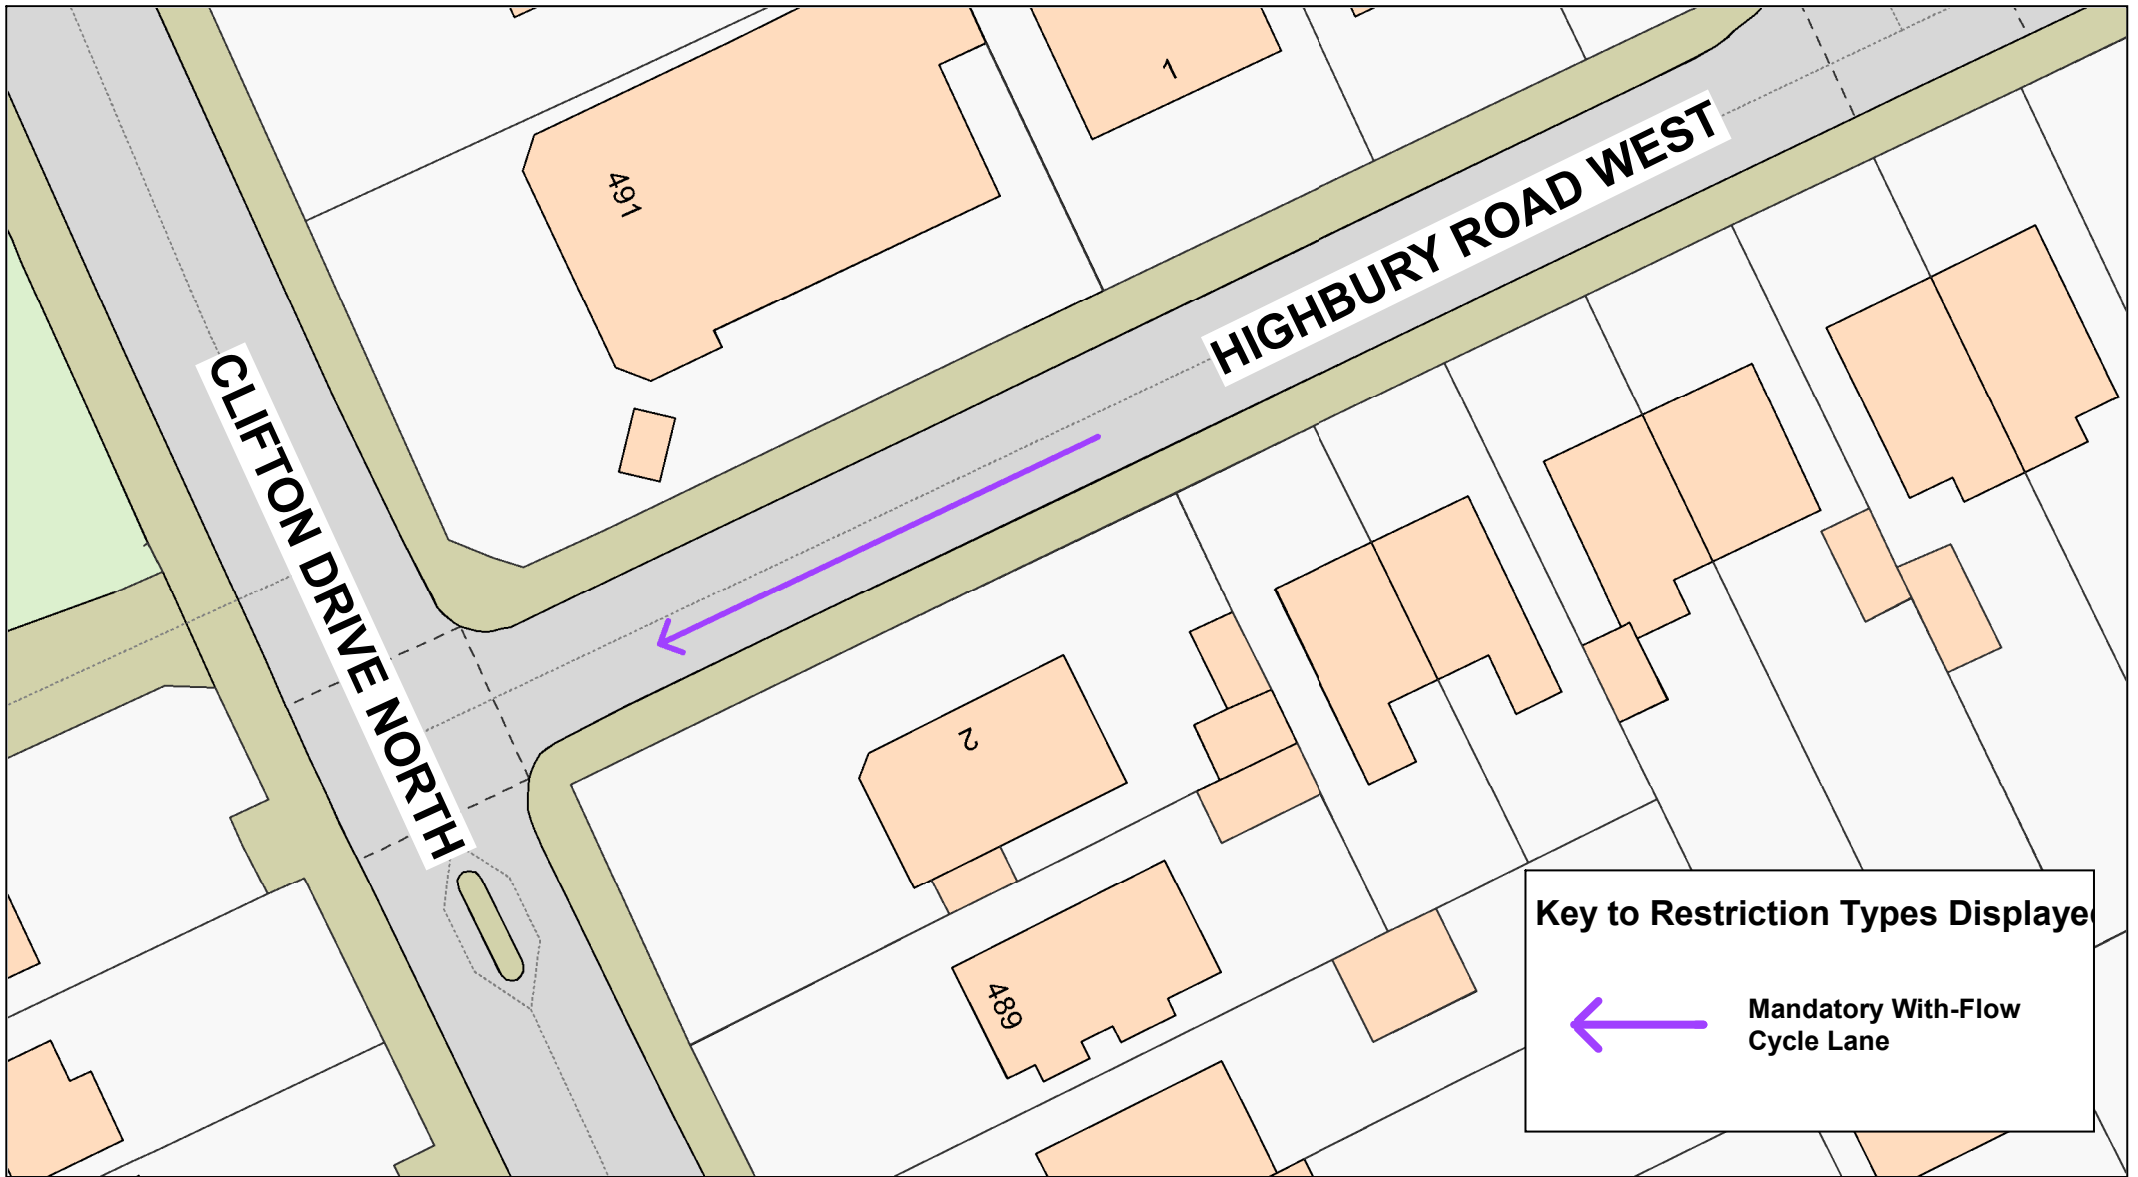 1
491
HIGHBURY ROAD WEST
CLIFTON DRIVE NORTH
2
489
Key to Restriction Types Displaye
Mandatory With-Flow
Cycle Lane